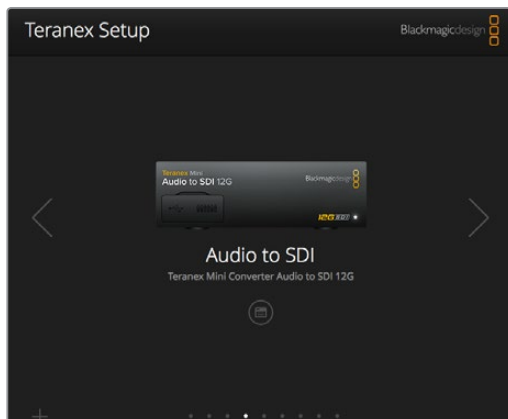 Teranex Setup
Blackmagicdesign
Teranex Mini
Audio to SDI 12G
Blackmagicdesign
Audio to SDI
Teranex Mini Converter Audio to SDI 12G